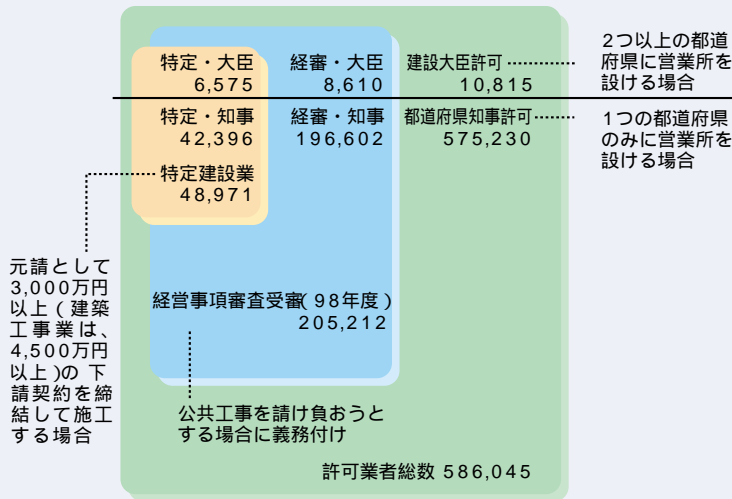 特定・大臣
6,575
経審・大臣
8,610
建設大臣許可
10,815
2つ以上の都道
府県に営業所を
設ける場合
特定・知事
42,396
経審・知事
196,602
都道府県知事許可
575,230
1つの都道府県
のみに営業所を
設ける場合
特定建設業
48,971
元請として
3,000万円
以上(建築
工事業は、
4,500万円
以上)の下
請契約を締
結して施工
する場合
経営事項審査受審(98年度)
205,212
公共工事を請け負おうと
する場合に義務付け
許可業者総数 586,045